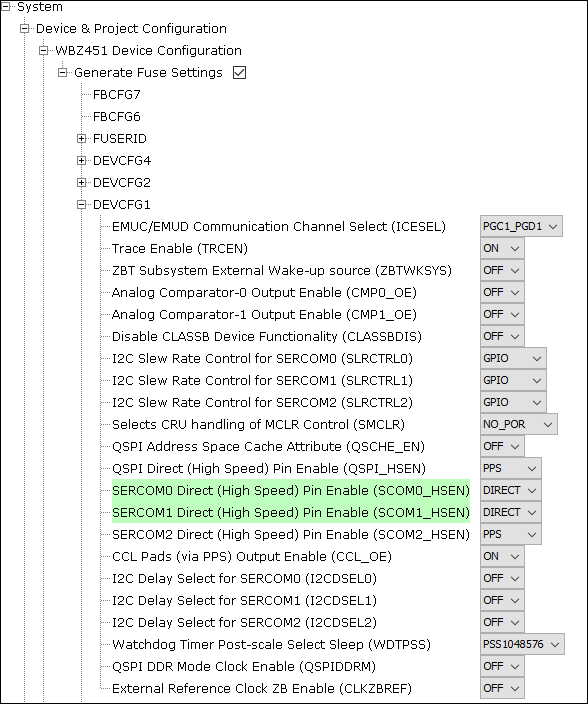 System
Device & Project Configuration
WBZ451 Device Configuration
Generate Fuse Settings
FBCFG7
FBCFG6
FUSERID
DEVCFG4
DEVCFG2
DEVCFG1
EMUC/EMUD Communication Channel Select (ICESEL) PGC1_PGD1
Trace Enable (TRCEN) ON
ZBT Subsystem External Wake-up source (ZBTWKSYS) OFF
Analog Comparator-0 Output Enable (CMP0_OE) OFF
Analog Comparator-1 Output Enable (CMP1_OE) OFF
Disable CLASSB Device Functionality (CLASSBDIS) OFF
I2C Slew Rate Control for SERCOM0 (SLRCTRL0) GPIO
I2C Slew Rate Control for SERCOM1 (SLRCTRL1) GPIO
I2C Slew Rate Control for SERCOM2 (SLRCTRL2) GPIO
Selects CRU handling of MCLR Control (SMCLR) NO_POR
QSPI Address Space Cache Attribute (QSCHE_EN) OFF
QSPI Direct (High Speed) Pin Enable (QSPI_HSEN) PPS
SERCOM0 Direct (High Speed) Pin Enable (SCOM0_HSEN) DIRECT
SERCOM1 Direct (High Speed) Pin Enable (SCOM1_HSEN) DIRECT
SERCOM2 Direct (High Speed) Pin Enable (SCOM2_HSEN) PPS
CCL Pads (via PPS) Output Enable (CCL_OE) ON
I2C Delay Select for SERCOM0 (I2CDSEL0) OFF
I2C Delay Select for SERCOM1 (I2CDSEL1) OFF
I2C Delay Select for SERCOM2 (I2CDSEL2) OFF
Watchdog Timer Post-scale Select Sleep (WDTPSS) PSS1048576
QSPI DDR Mode Clock Enable (QSPIDDRM) OFF
External Reference Clock ZB Enable (CLKZBREF) OFF